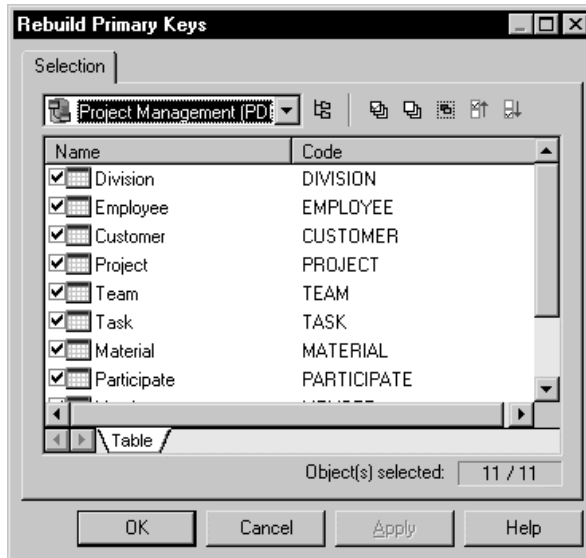 Rebuild Primary Keys
Selection
Project Management (PD
Name Code
Division DIVISION
Employee EMPLOYEE
Customer CUSTOMER
Project PROJECT
Team TEAM
Task TASK
Material MATERIAL
Participate PARTICIPATE
Table
Object(s) selected: 11 / 11
OK Cancel Apply Help